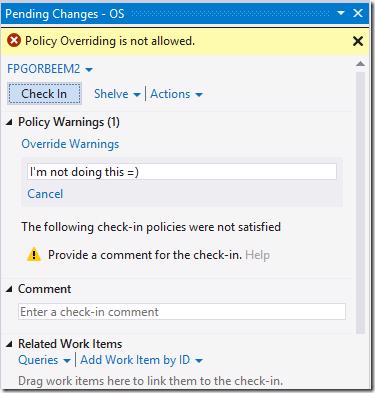 Pending Changes - OS
Policy Overriding is not allowed.
FPGORBEEM2
Check In Shelve Actions
Policy Warnings (1)
Override Warnings
I'm not doing this =)
Cancel
The following check-in policies were not satisfied
Provide a comment for the check-in. Help
Comment
Enter a check-in comment
Related Work Items
Queries Add Work Item by ID
Drag work items here to link them to the check-in.